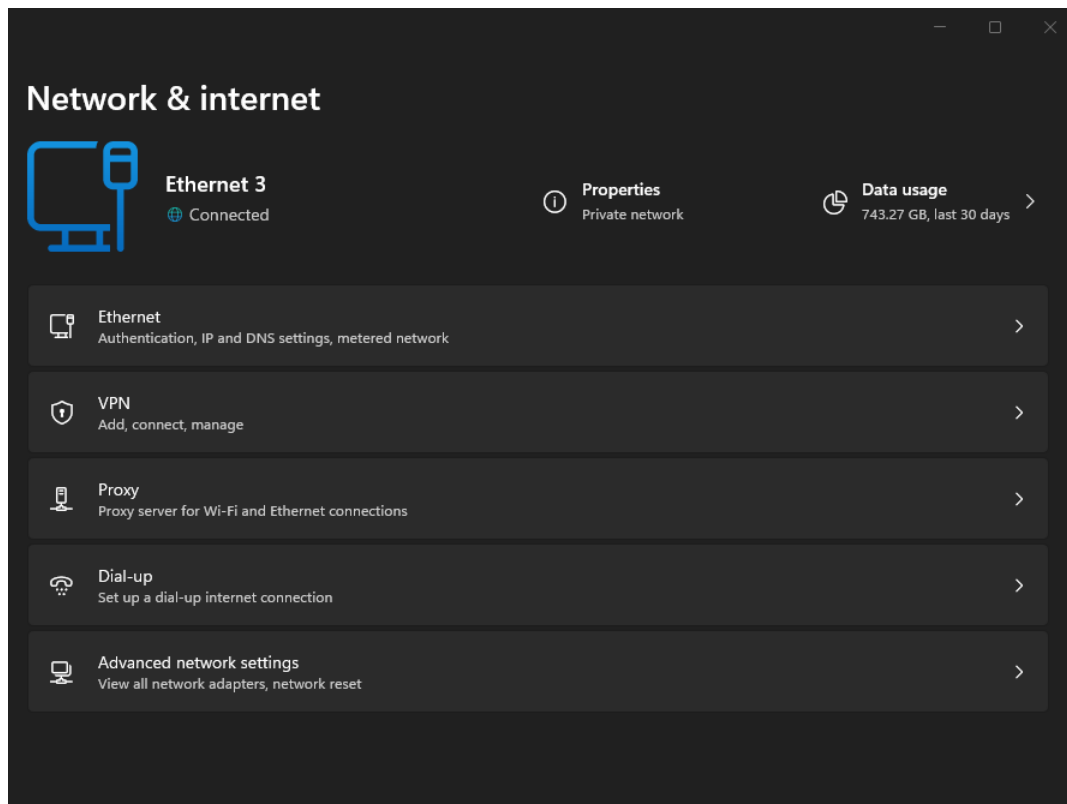 Network & internet
Ethernet 3
Connected
Properties
Private network
Data usage
743.27 GB, last 30 days
Ethernet
Authentication, IP and DNS settings, metered network
VPN
Add, connect, manage
Proxy
Proxy server for Wi-Fi and Ethernet connections
Dial-up
Set up a dial-up internet connection
Advanced network settings
View all network adapters, network reset